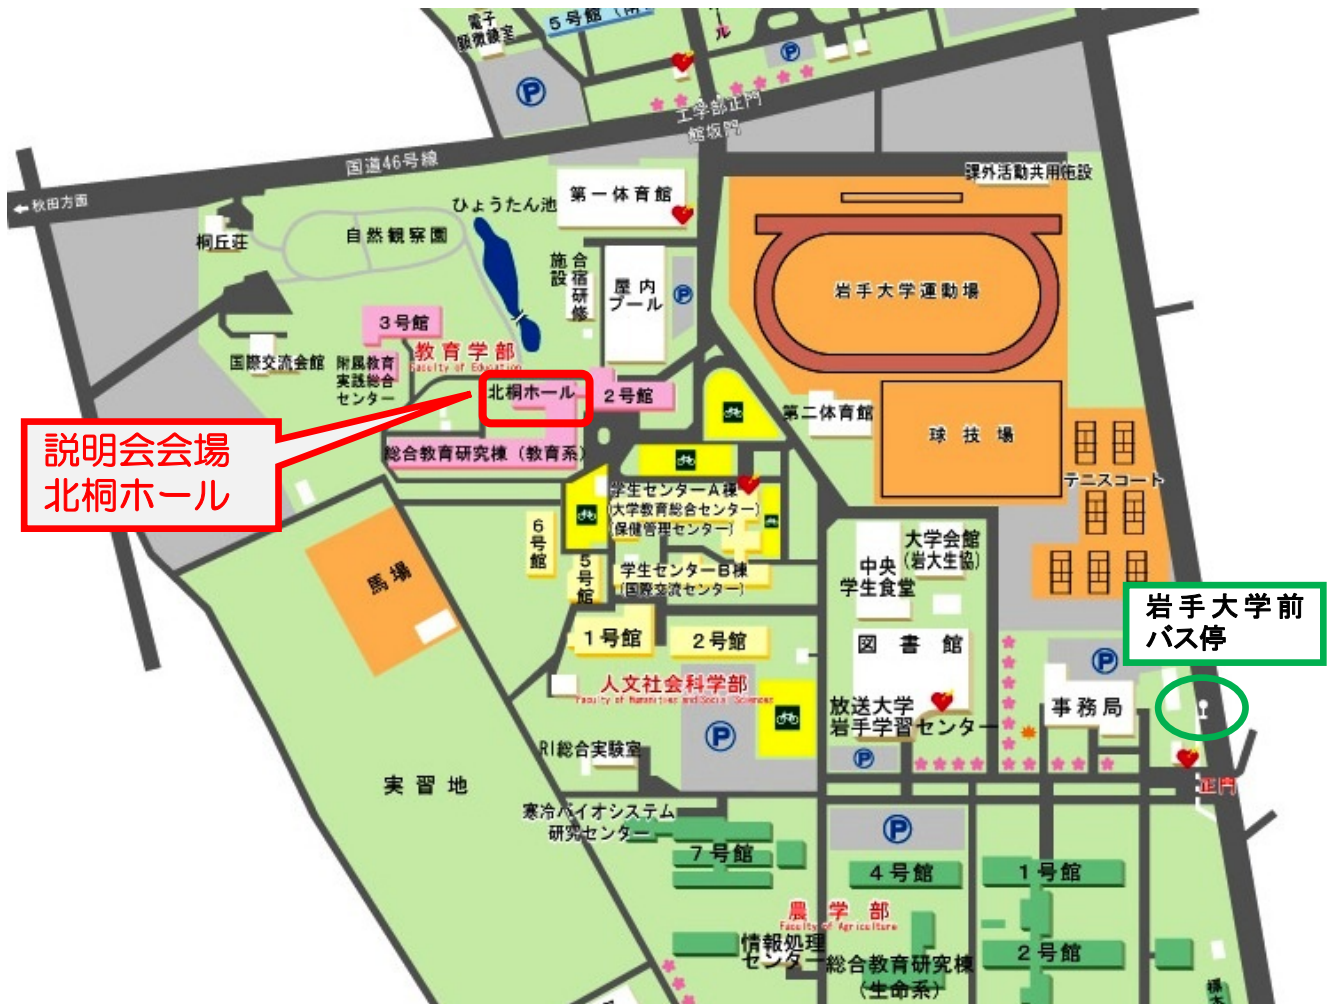 電子
顕微鏡室
5号館
工学部正門
館坂門
国道46号線
←秋田方面
課外活動共用施設
第一体育館
ひょうたん池
桐丘荘
自然観察園
合宿研修
施設
屋内
プール
岩手大学運動場
3号館
教育学部
Faculty of Education
国際交流会館
附属教育
実践総合
センター
北桐ホール
2号館
第二体育館
球技場
テニスコート
説明会会場
北桐ホール
総合教育研究棟(教育系)
学生センターA棟
(大学教育総合センター)
(保健管理センター)
6号館
5号館
学生センターB棟
(国際交流センター)
大学会館
(岩大生協)
中央
学生食堂
馬場
岩手大学前
バス停
1号館
2号館
図書館
人文社会科学部
Faculty of Humanities and Social Sciences
放送大学
岩手学習センター
事務局
RI総合実験室
実習地
正門
寒冷バイオシステム
研究センター
7号館
4号館
1号館
農学部
Faculty of Agriculture
情報処理
センター
総合教育研究棟
(生命系)
2号館